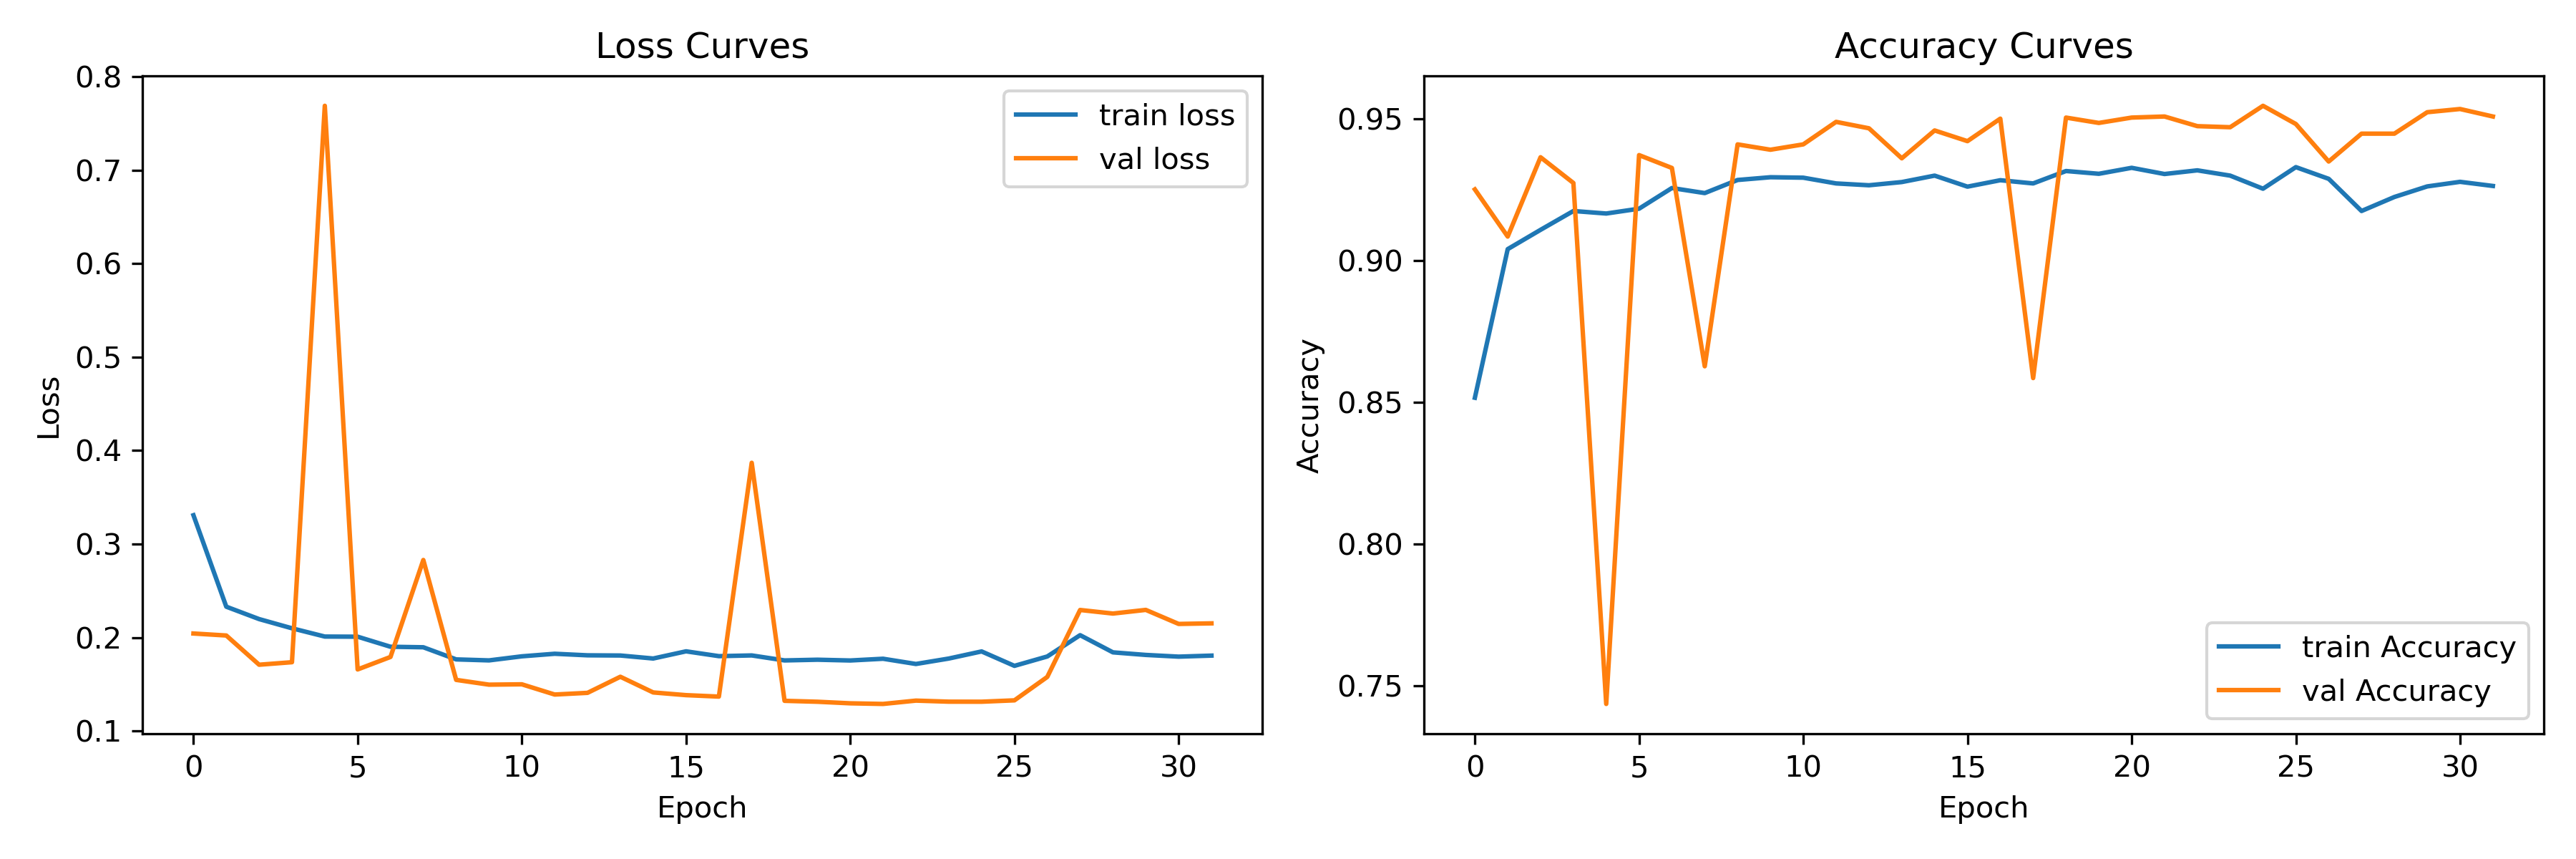 Loss Curves
0.8
0.7
0.6
0.5
0.4
0.3
0.2
0.1
Loss
train loss
val loss
0 5 10 15 20 25 30
Epoch
Accuracy Curves
0.95
0.90
0.85
0.80
0.75
Accuracy
train Accuracy
val Accuracy
0 5 10 15 20 25 30
Epoch